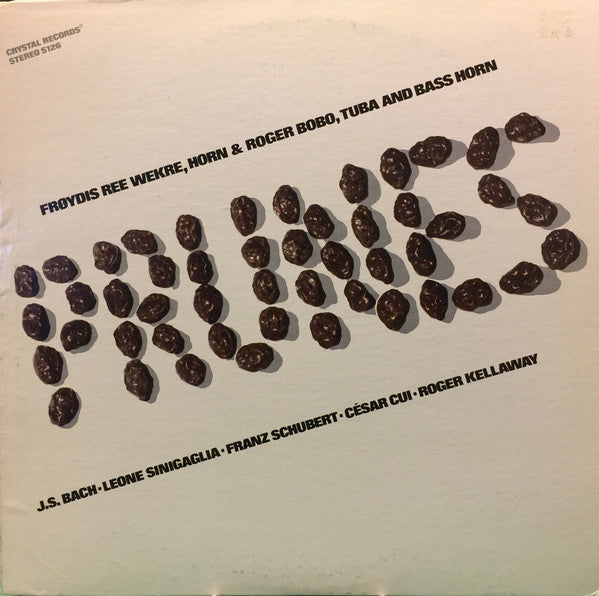 CRYSTAL RECORDS®
STEREO S126
FRØYDIS REE WEKRE, HORN & ROGER BOBO, TUBA AND BASS HORN
PRUNES
J.S. BACH · LEONE SINIGAGLIA · FRANZ SCHUBERT · CÉSAR CUI · ROGER KELLAWAY